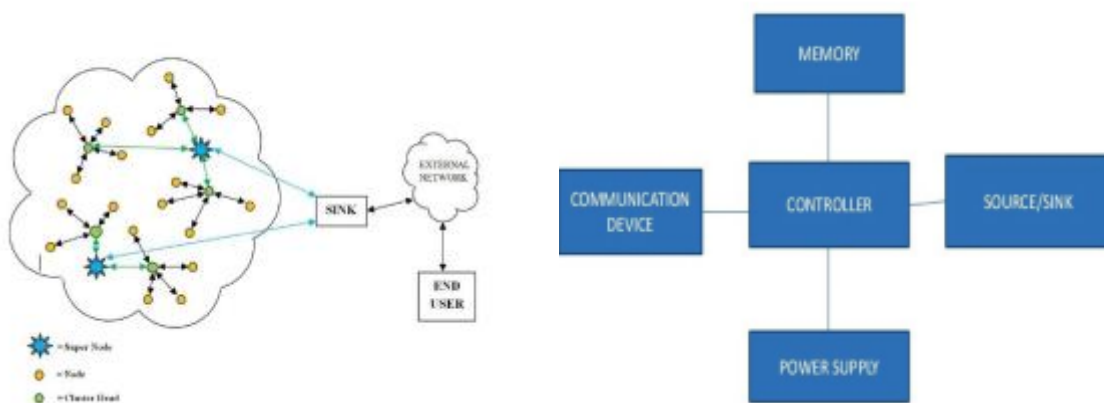 EXTERNAL
NETWORK
SINK
END
USER
= Super Node
= Node
= Cluster Head
MEMORY
COMMUNICATION
DEVICE
CONTROLLER
SOURCE/SINK
POWER SUPPLY